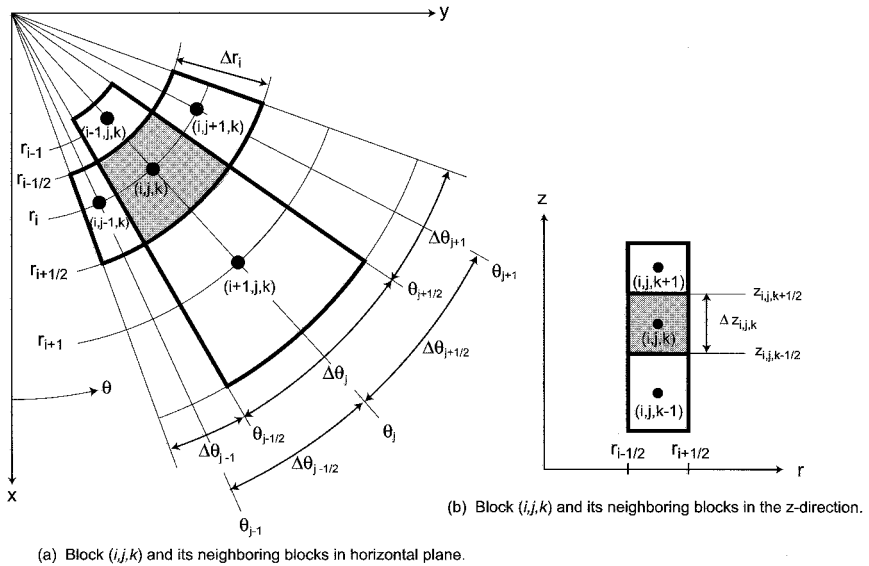 y
Δr_i
(i-1,j,k)
(i,j+1,k)
r_{i-1}
r_{i-1/2}
(i,j,k)
r_i
(i,j-1,k)
r_{i+1/2}
(i+1,j,k)
r_{i+1}
θ
x
Δθ_{j+1}
θ_{j+1}
θ_{j+1/2}
Δθ_{j+1/2}
Δθ_j
θ_{j-1/2}
θ_j
Δθ_{j-1}
Δθ_{j-1/2}
θ_{j-1}
(a) Block (i,j,k) and its neighboring blocks in horizontal plane.
z
(i,j,k+1)
z_{i,j,k+1/2}
Δ z_{i,j,k}
(i,j,k)
z_{i,j,k-1/2}
(i,j,k-1)
r_{i-1/2} r_{i+1/2} r
(b) Block (i,j,k) and its neighboring blocks in the z-direction.